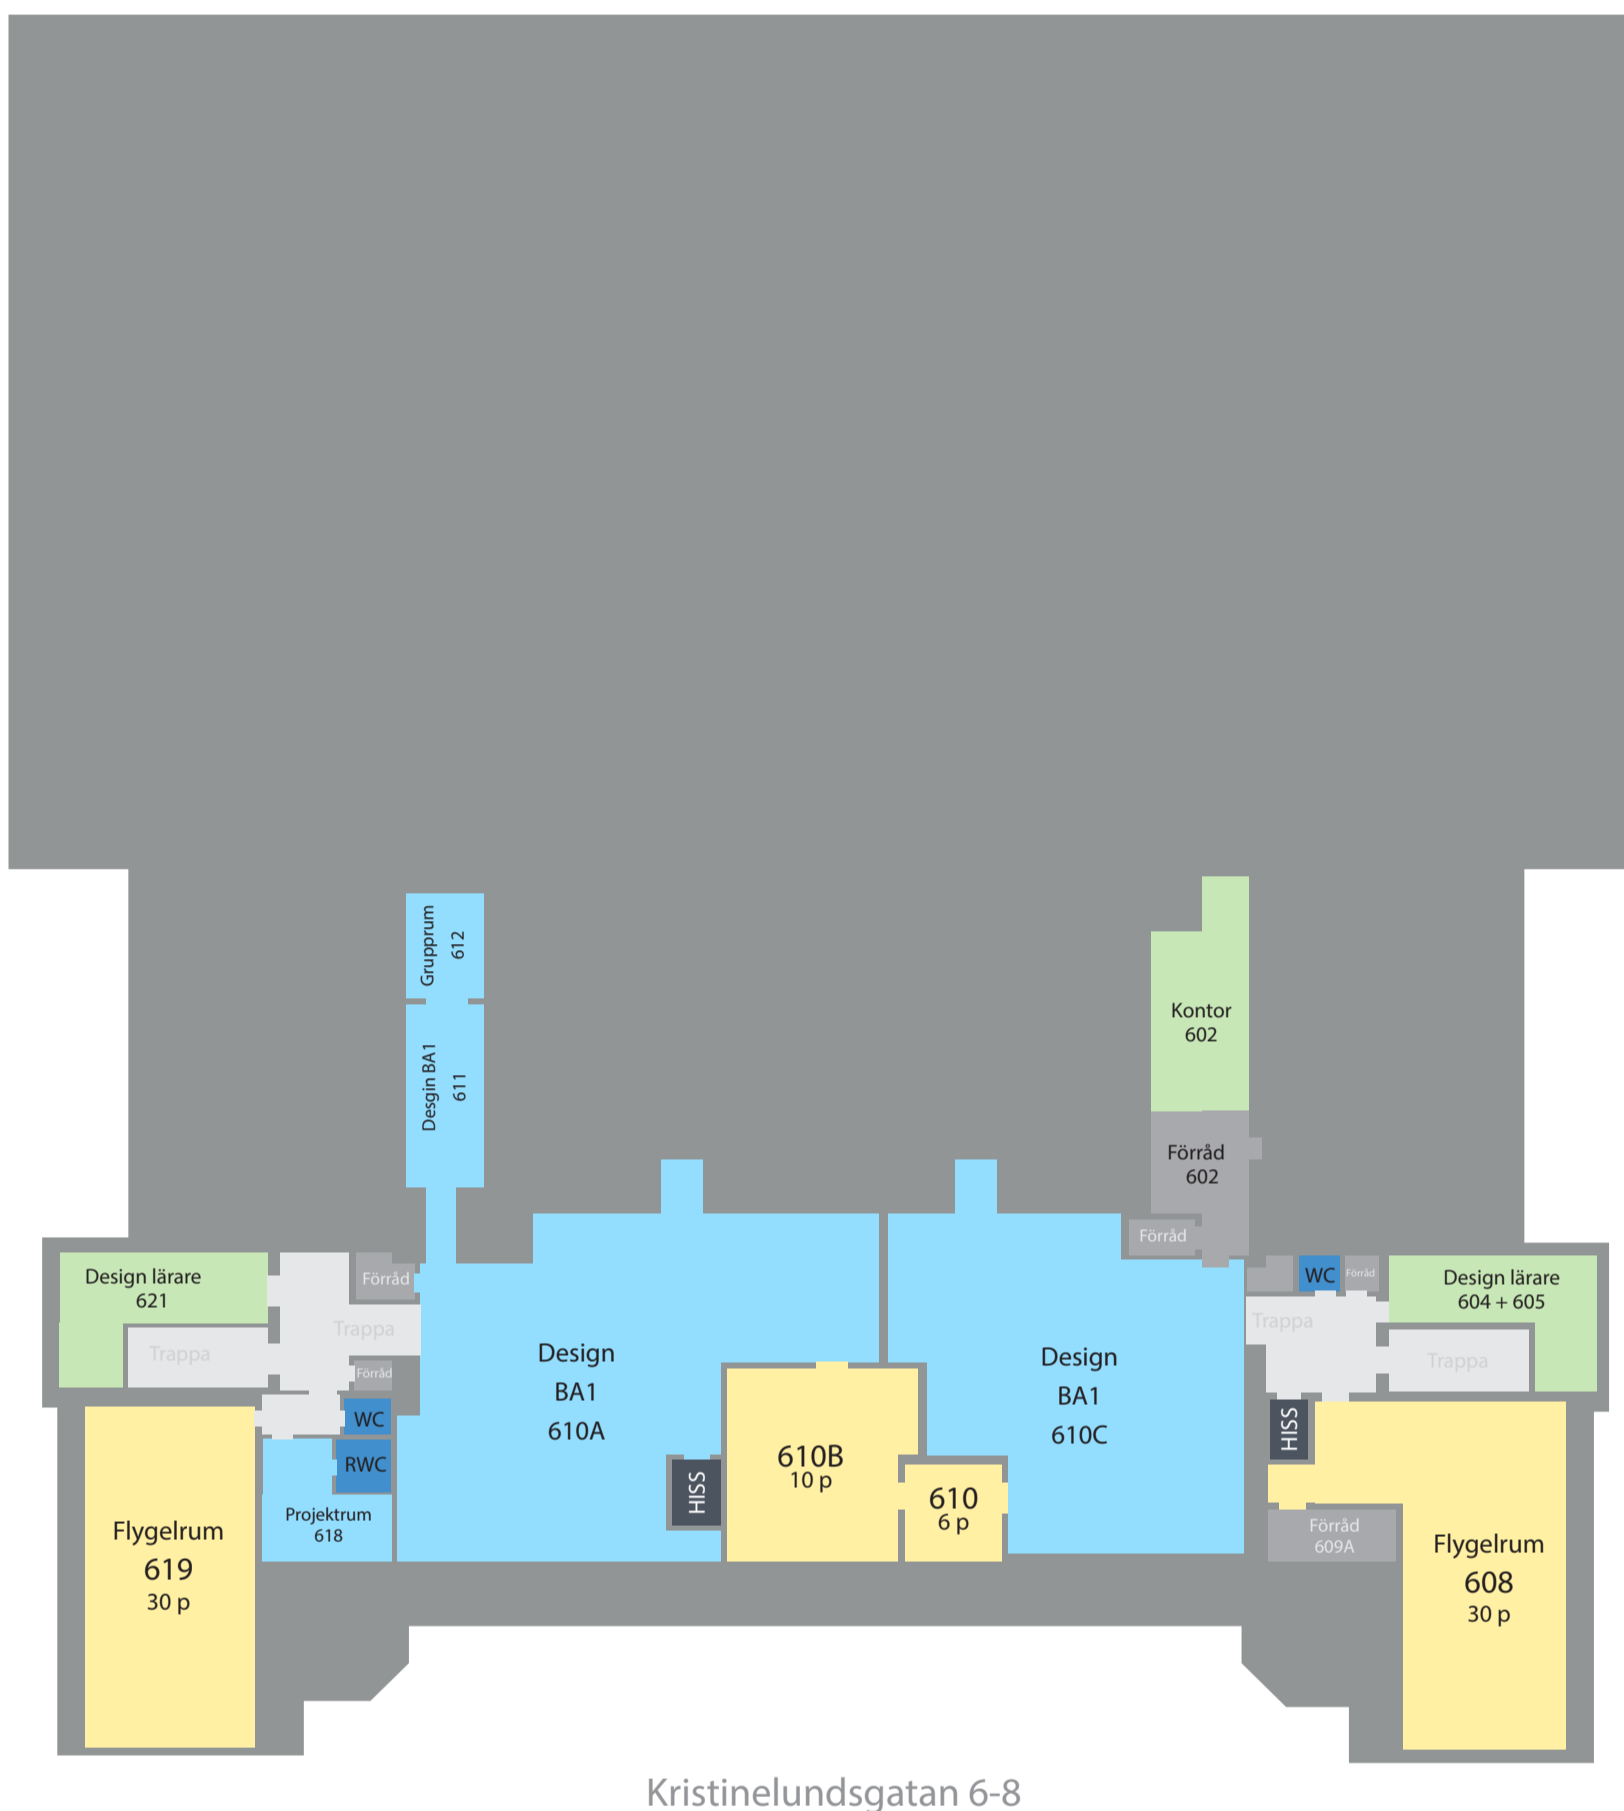 Grupprum
612
Desgin BA1
611
Kontor
602
Förråd
602
Förråd
Design lärare
621
Trappa
Förråd
Trappa
Förråd
WC
RWC
Projektrum
618
Flygelrum
619
30 p
Design
BA1
610A
HISS
610B
10 p
610
6 p
Design
BA1
610C
WC
Förråd
Trappa
Design lärare
604 + 605
Trappa
HISS
Förråd
609A
Flygelrum
608
30 p
Kristinelundsgatan 6-8